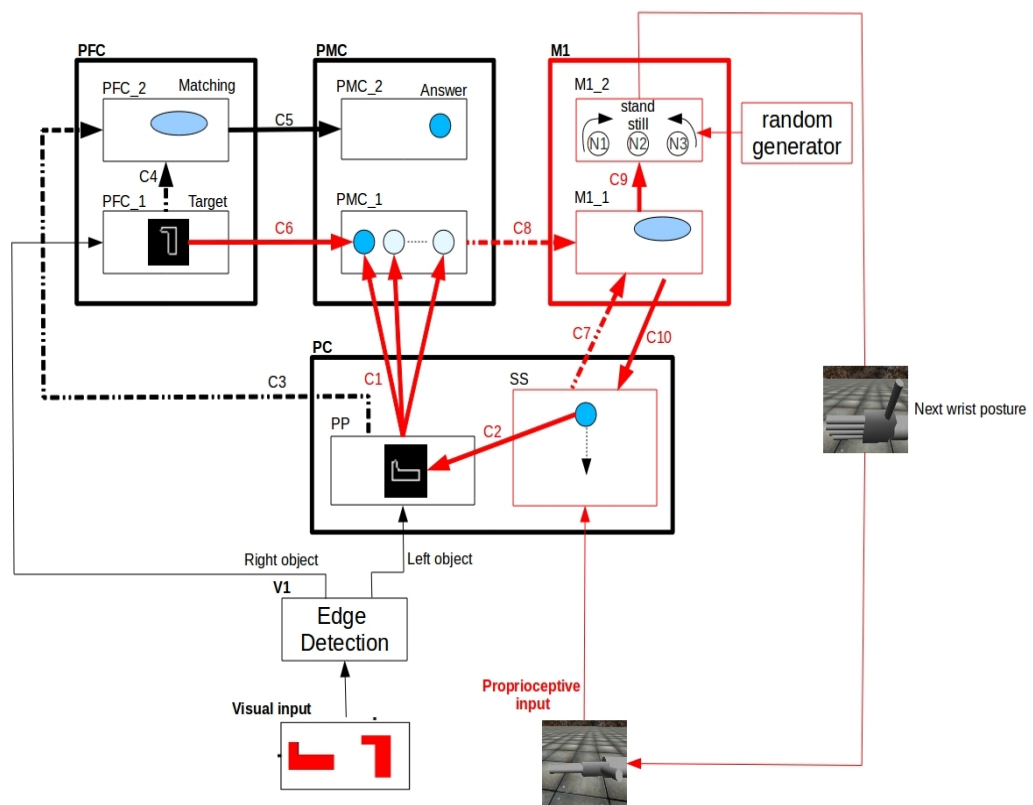 PFC
PMC
M1
PFC_2
Matching
PMC_2
Answer
M1_2
stand
still
N1
N2
N3
random
generator
C5
C4
C9
PFC_1
Target
PMC_1
M1_1
C6
C8
C7
C10
PC
C3
C1
SS
Next wrist posture
PP
C2
Right object
Left object
V1
Edge
Detection
Proprioceptive
input
Visual input